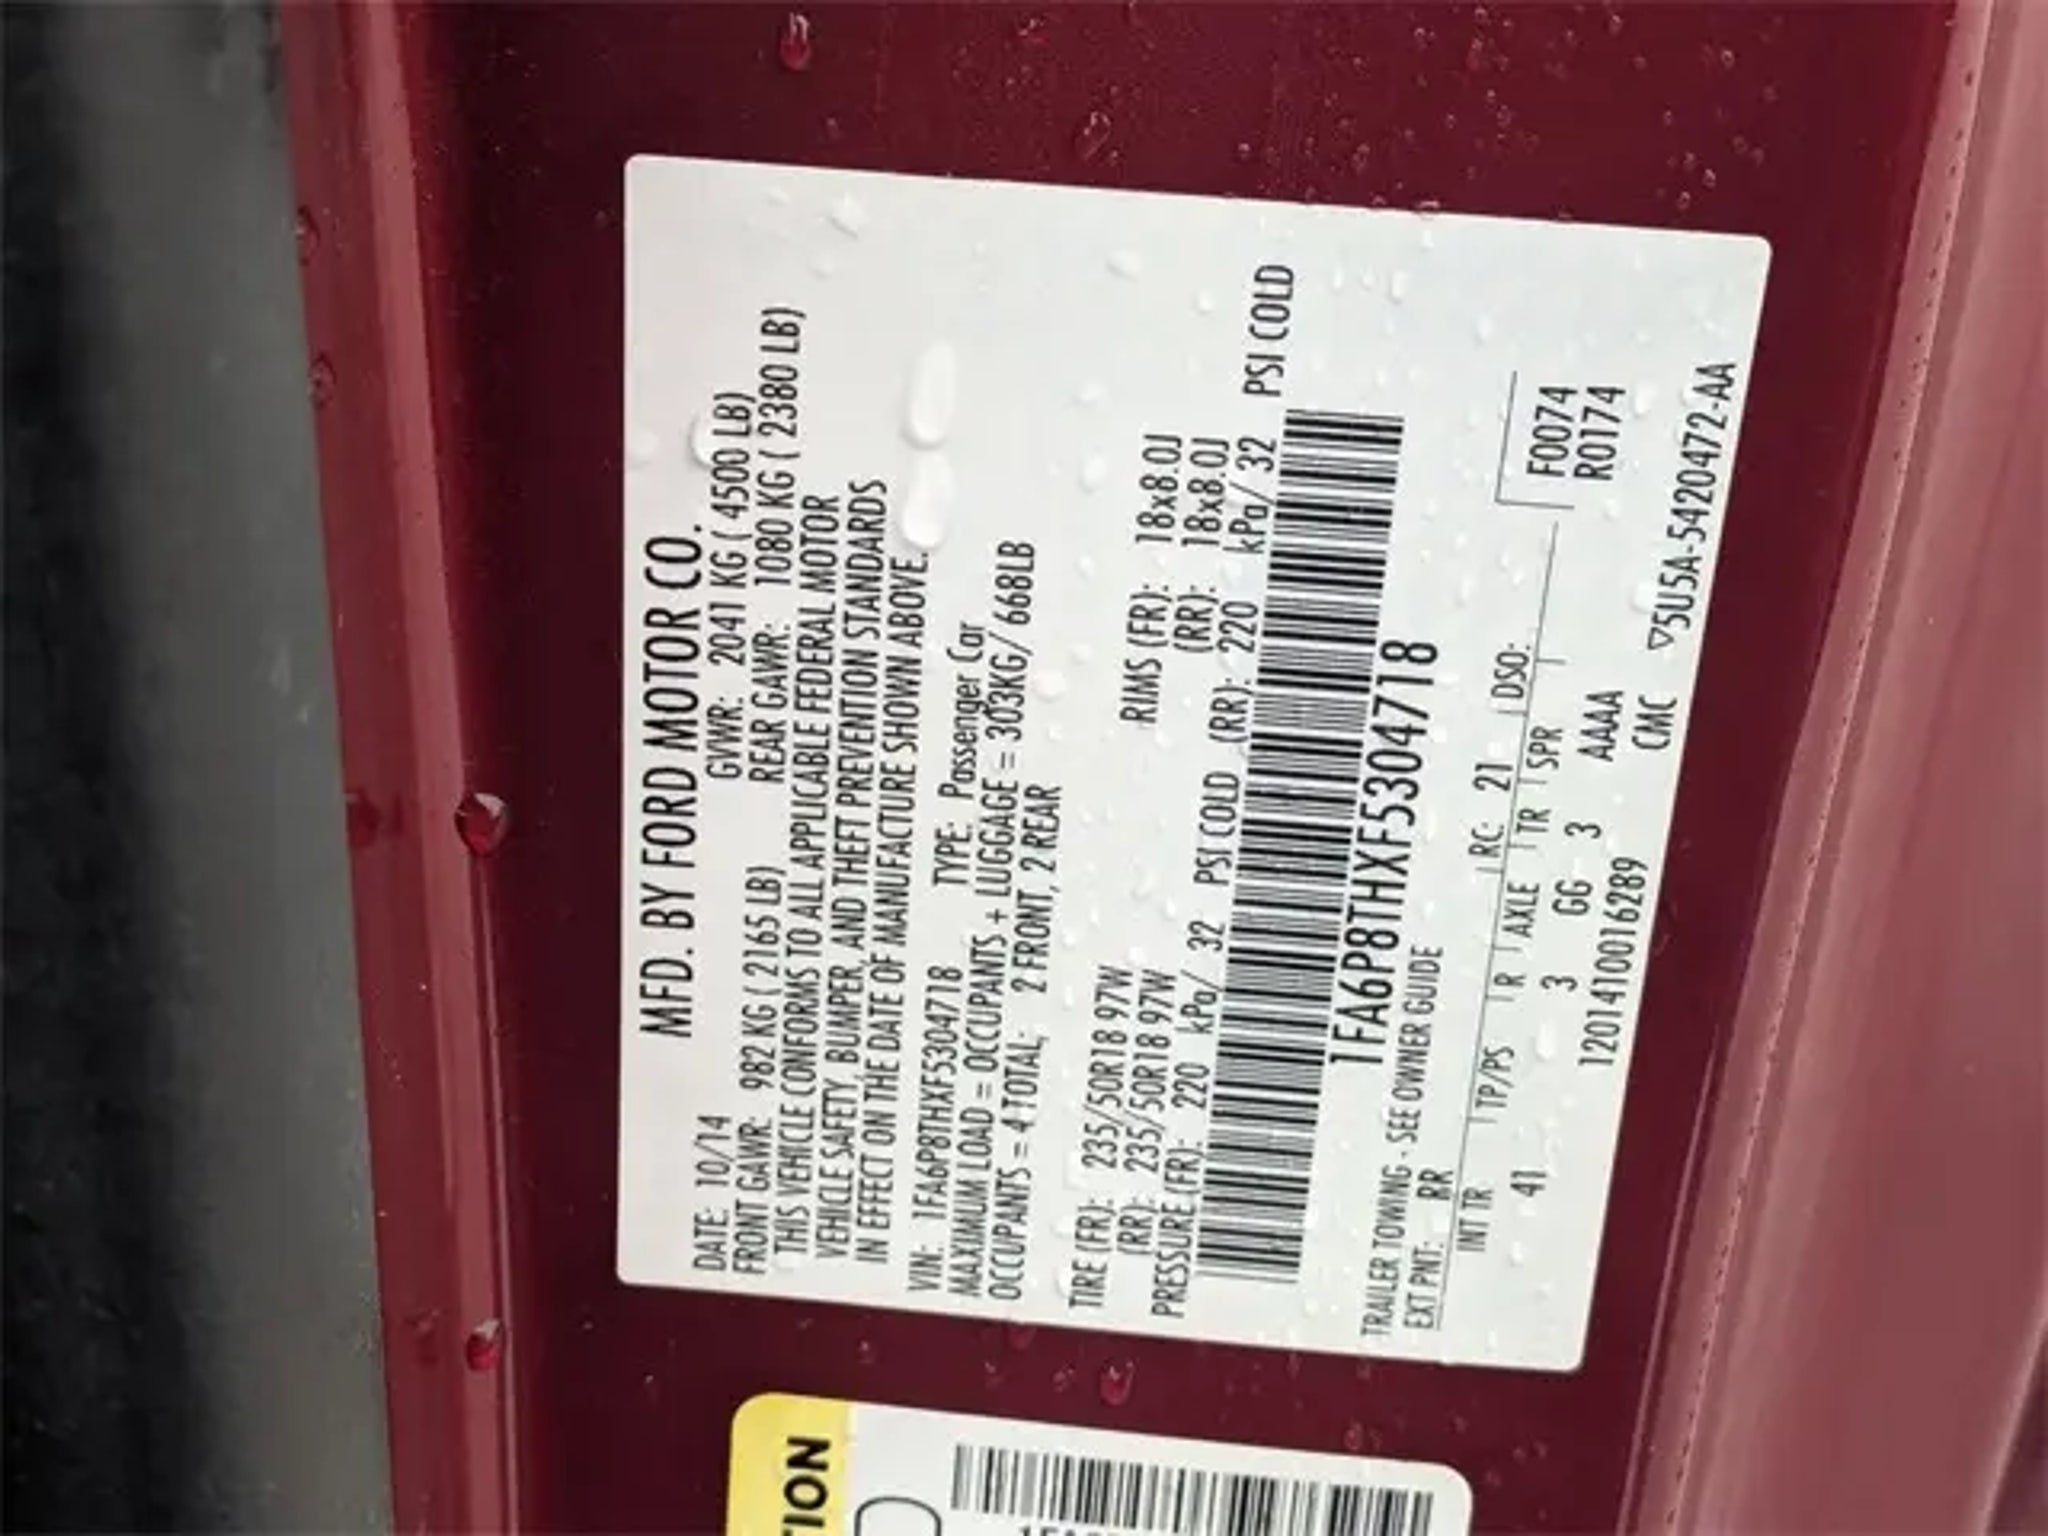 MFD. BY FORD MOTOR CO.
DATE: 10/14 GVWR: 2041 KG ( 4500 LB)
FRONT GAWR: 982 KG ( 2165 LB) REAR GAWR: 1080 KG ( 2380 LB)
THIS VEHICLE CONFORMS TO ALL APPLICABLE FEDERAL MOTOR
VEHICLE SAFETY, BUMPER, AND THEFT PREVENTION STANDARDS
IN EFFECT ON THE DATE OF MANUFACTURE SHOWN ABOVE.
VIN: 1FA6P8THXF5304718 TYPE: Passenger Car
MAXIMUM LOAD = OCCUPANTS + LUGGAGE = 303KG/ 668LB
OCCUPANTS = 4 TOTAL; 2 FRONT, 2 REAR
TIRE (FR): 235/50R18 97W RIMS (FR): 18x8.0J
(RR): 235/50R18 97W (RR): 18x8.0J
PRESSURE (FR): 220 kPa/ 32 PSI COLD (RR): 220 kPa/ 32 PSI COLD
1FA6P8THXF5304718
TRAILER TOWING - SEE OWNER GUIDE
EXT PNT: RR RC: 21 DSO:
INT TR TP/PS R AXLE TR SPR
F0074
41 3 GG 3 AAAA R0174
12014100016289 CMC
▽5U5A-5420472-AA
TION